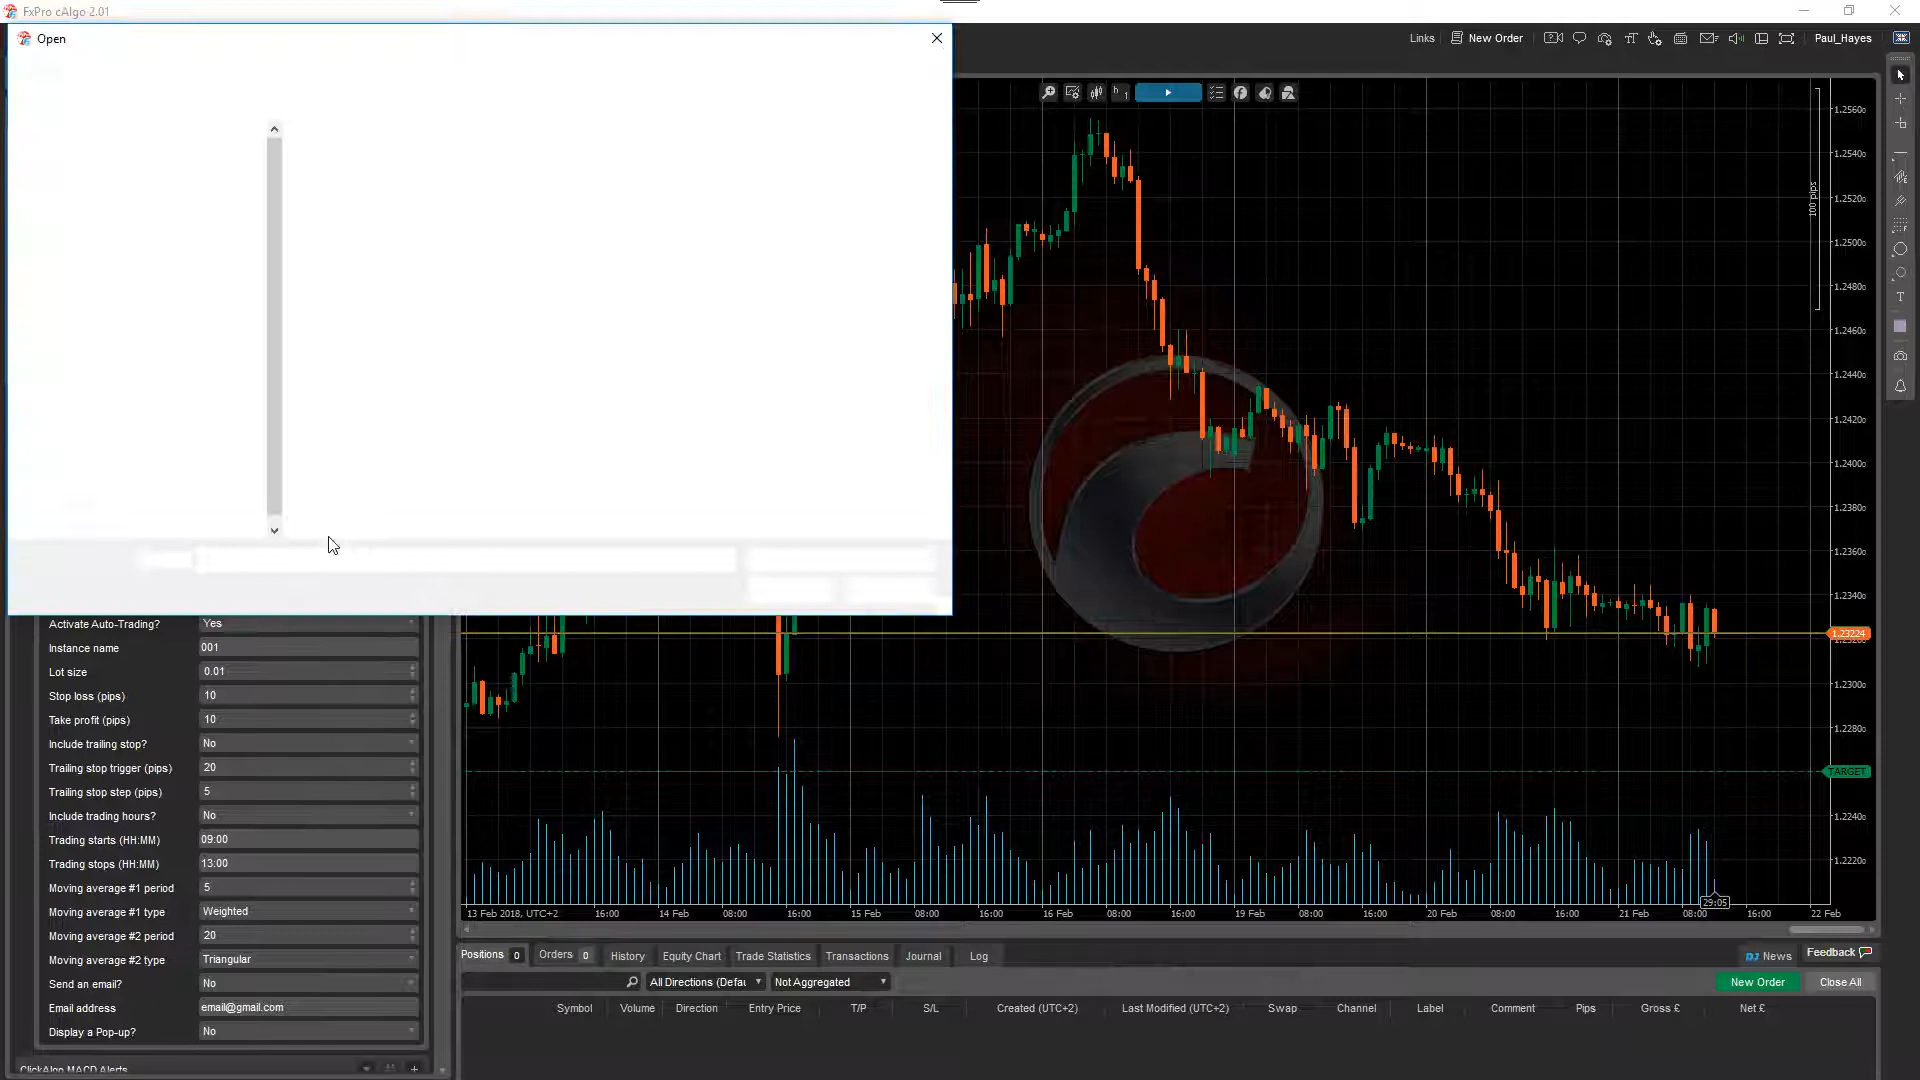 FxPro cAlgo 2.01
Open
Links
New Order
Paul_Hayes
h 1
100 pips
1.2560
1.2540
1.2520
1.2500
1.2480
1.2460
1.2440
1.2420
1.2400
1.2380
1.2360
1.2340
1.23224
1.2300
1.2280
TARGET
1.2240
1.2220
29:05
13 Feb 2018, UTC+2 16:00 14 Feb 08:00 16:00 15 Feb 08:00 16:00 16 Feb 08:00 16:00 19 Feb 08:00 16:00 20 Feb 08:00 16:00 21 Feb 08:00 16:00 22 Feb
Activate Auto-Trading? Yes
Instance name 001
Lot size 0.01
Stop loss (pips) 10
Take profit (pips) 10
Include trailing stop? No
Trailing stop trigger (pips) 20
Trailing stop step (pips) 5
Include trading hours? No
Trading starts (HH:MM) 09:00
Trading stops (HH:MM) 13:00
Moving average #1 period 5
Moving average #1 type Weighted
Moving average #2 period 20
Moving average #2 type Triangular
Send an email? No
Email address email@gmail.com
Display a Pop-up? No
ClickAlgo MACD Alerts
Positions 0 Orders 0 History Equity Chart Trade Statistics Transactions Journal Log
DJ News Feedback
All Directions (Defau Not Aggregated
New Order Close All
Symbol Volume Direction Entry Price T/P S/L Created (UTC+2) Last Modified (UTC+2) Swap Channel Label Comment Pips Gross £ Net £